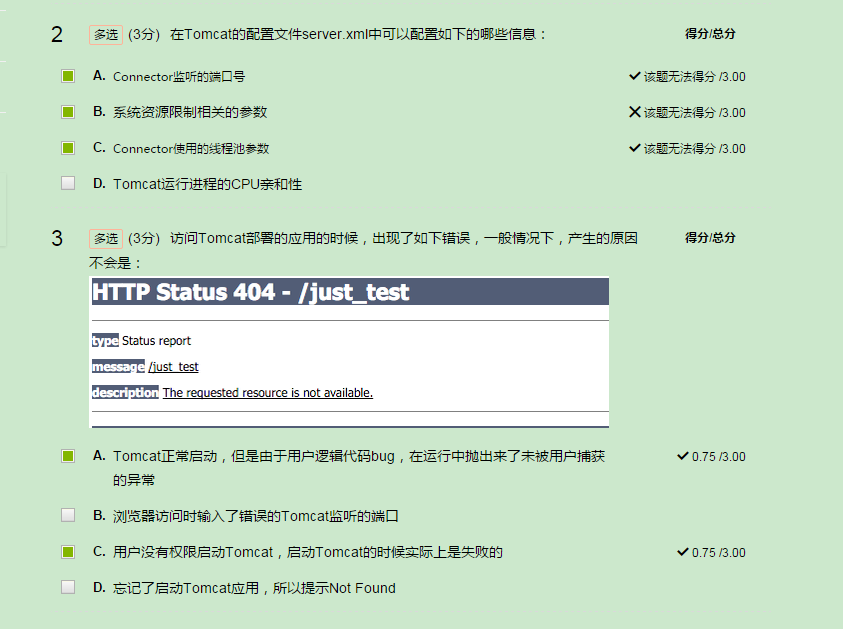 2 多选 (3分) 在Tomcat的配置文件server.xml中可以配置如下的哪些信息： 得分/总分
A. Connector监听的端口号 该题无法得分 /3.00
B. 系统资源限制相关的参数 该题无法得分 /3.00
C. Connector使用的线程池参数 该题无法得分 /3.00
D. Tomcat运行进程的CPU亲和性
3 多选 (3分) 访问Tomcat部署的应用的时候，出现了如下错误，一般情况下，产生的原因 得分/总分
不会是：
HTTP Status 404 - /just_test
type Status report
message /just_test
description The requested resource is not available.
A. Tomcat正常启动，但是由于用户逻辑代码bug，在运行中抛出来了未被用户捕获 0.75 /3.00
的异常
B. 浏览器访问时输入了错误的Tomcat监听的端口
C. 用户没有权限启动Tomcat，启动Tomcat的时候实际上是失败的 0.75 /3.00
D. 忘记了启动Tomcat应用，所以提示Not Found